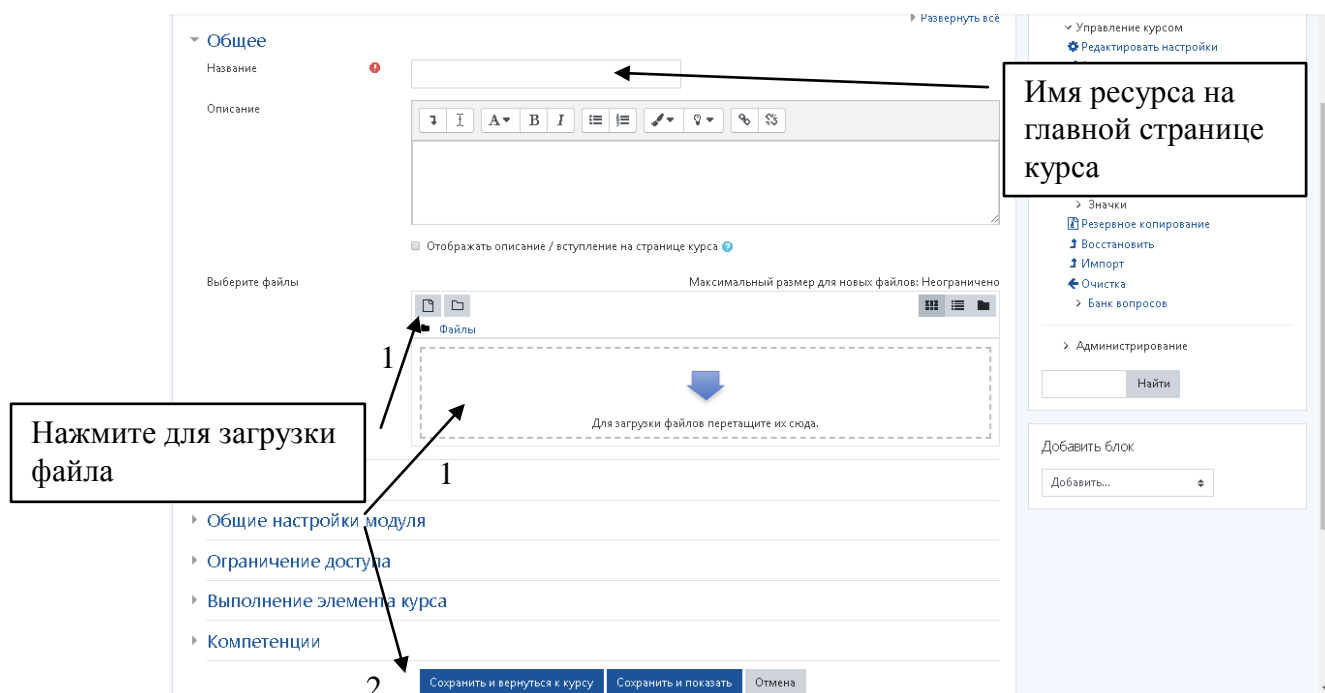 Развернуть всё
Общее
Название
Описание
A B I
Отображать описание / вступление на странице курса
Выберите файлы
Максимальный размер для новых файлов: Неограничено
Файлы
Для загрузки файлов перетащите их сюда.
1
1
Нажмите для загрузки
файла
Общие настройки модуля
Ограничение доступа
Выполнение элемента курса
Компетенции
2
Сохранить и вернуться к курсу
Сохранить и показать
Отмена
Управление курсом
Редактировать настройки
Имя ресурса на
главной странице
курса
Значки
Резервное копирование
Восстановить
Импорт
Очистка
Банк вопросов
Администрирование
Найти
Добавить блок
Добавить...